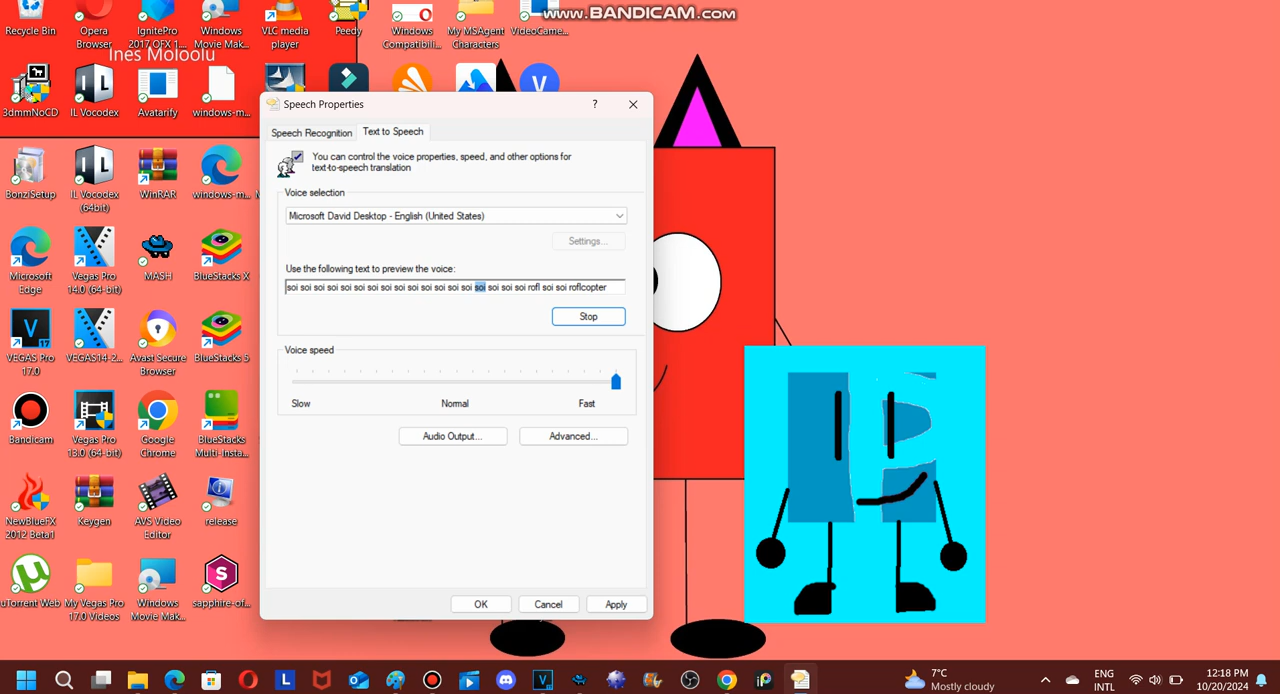 www.BANDICAM.com
Recycle Bin
Opera
Browser
IgnitePro
2017 OFX 1...
Windows
Movie Mak...
VLC media
player
Peedy
Windows
Compatibili...
My MSAgent
Characters
VideoCame...
Ines Moloolu
3dmmNoCD
IL Vocodex
Avatarify
windows-m...
BonziSetup
IL Vocodex
(64bit)
WinRAR
windows-m...
Microsoft
Edge
Vegas Pro
14.0 (64-bit)
MASH
BlueStacks X
VEGAS Pro
17.0
VEGAS14-2...
Avast Secure
Browser
BlueStacks 5
Bandicam
Vegas Pro
13.0 (64-bit)
Google
Chrome
BlueStacks
Multi-Insta...
NewBlueFX
2012 Beta1
Keygen
AVS Video
Editor
release
uTorrent Web
My Vegas Pro
17.0 Videos
Windows
Movie Mak...
sapphire-of...
Speech Properties
Speech Recognition
Text to Speech
You can control the voice properties, speed, and other options for
text-to-speech translation
Voice selection
Microsoft David Desktop - English (United States)
Settings...
Use the following text to preview the voice:
soi soi soi soi soi soi soi soi soi soi soi soi soi soi soi soi soi soi rofl soi soi roflcopter
Stop
Voice speed
Slow
Normal
Fast
Audio Output...
Advanced...
OK
Cancel
Apply
7°C
Mostly cloudy
ENG
INTL
12:18 PM
10/20/2024